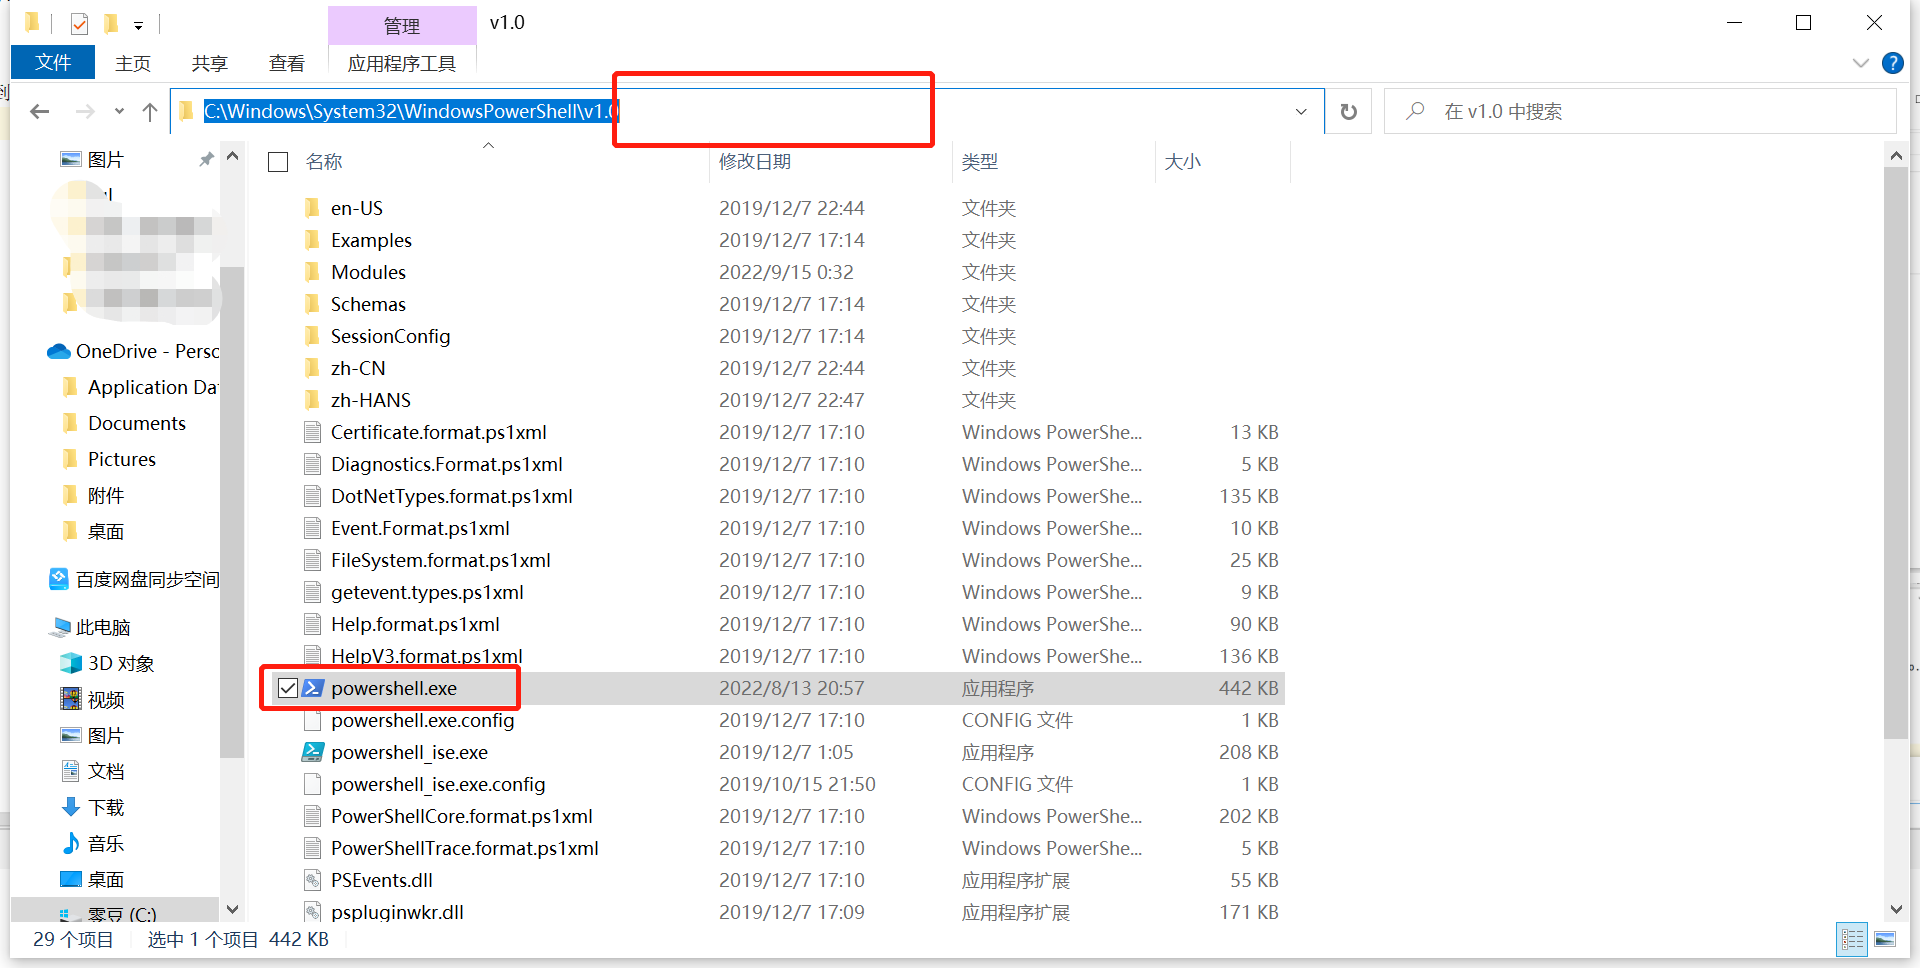 管理
v1.0
文件
主页
共享
查看
应用程序工具
C:\Windows\System32\WindowsPowerShell\v1.0
在 v1.0 中搜索
图片
OneDrive - Perso
Application Da
Documents
Pictures
附件
桌面
百度网盘同步空间
此电脑
3D 对象
视频
图片
文档
下载
音乐
桌面
零豆 (C:)
名称 修改日期 类型 大小
en-US 2019/12/7 22:44 文件夹
Examples 2019/12/7 17:14 文件夹
Modules 2022/9/15 0:32 文件夹
Schemas 2019/12/7 17:14 文件夹
SessionConfig 2019/12/7 17:14 文件夹
zh-CN 2019/12/7 22:44 文件夹
zh-HANS 2019/12/7 22:47 文件夹
Certificate.format.ps1xml 2019/12/7 17:10 Windows PowerShe... 13 KB
Diagnostics.Format.ps1xml 2019/12/7 17:10 Windows PowerShe... 5 KB
DotNetTypes.format.ps1xml 2019/12/7 17:10 Windows PowerShe... 135 KB
Event.Format.ps1xml 2019/12/7 17:10 Windows PowerShe... 10 KB
FileSystem.format.ps1xml 2019/12/7 17:10 Windows PowerShe... 25 KB
getevent.types.ps1xml 2019/12/7 17:10 Windows PowerShe... 9 KB
Help.format.ps1xml 2019/12/7 17:10 Windows PowerShe... 90 KB
HelpV3.format.ps1xml 2019/12/7 17:10 Windows PowerShe... 136 KB
powershell.exe 2022/8/13 20:57 应用程序 442 KB
powershell.exe.config 2019/12/7 17:10 CONFIG 文件 1 KB
powershell_ise.exe 2019/12/7 1:05 应用程序 208 KB
powershell_ise.exe.config 2019/10/15 21:50 CONFIG 文件 1 KB
PowerShellCore.format.ps1xml 2019/12/7 17:10 Windows PowerShe... 202 KB
PowerShellTrace.format.ps1xml 2019/12/7 17:10 Windows PowerShe... 5 KB
PSEvents.dll 2019/12/7 17:10 应用程序扩展 55 KB
pspluginwkr.dll 2019/12/7 17:09 应用程序扩展 171 KB
29 个项目 选中 1 个项目 442 KB